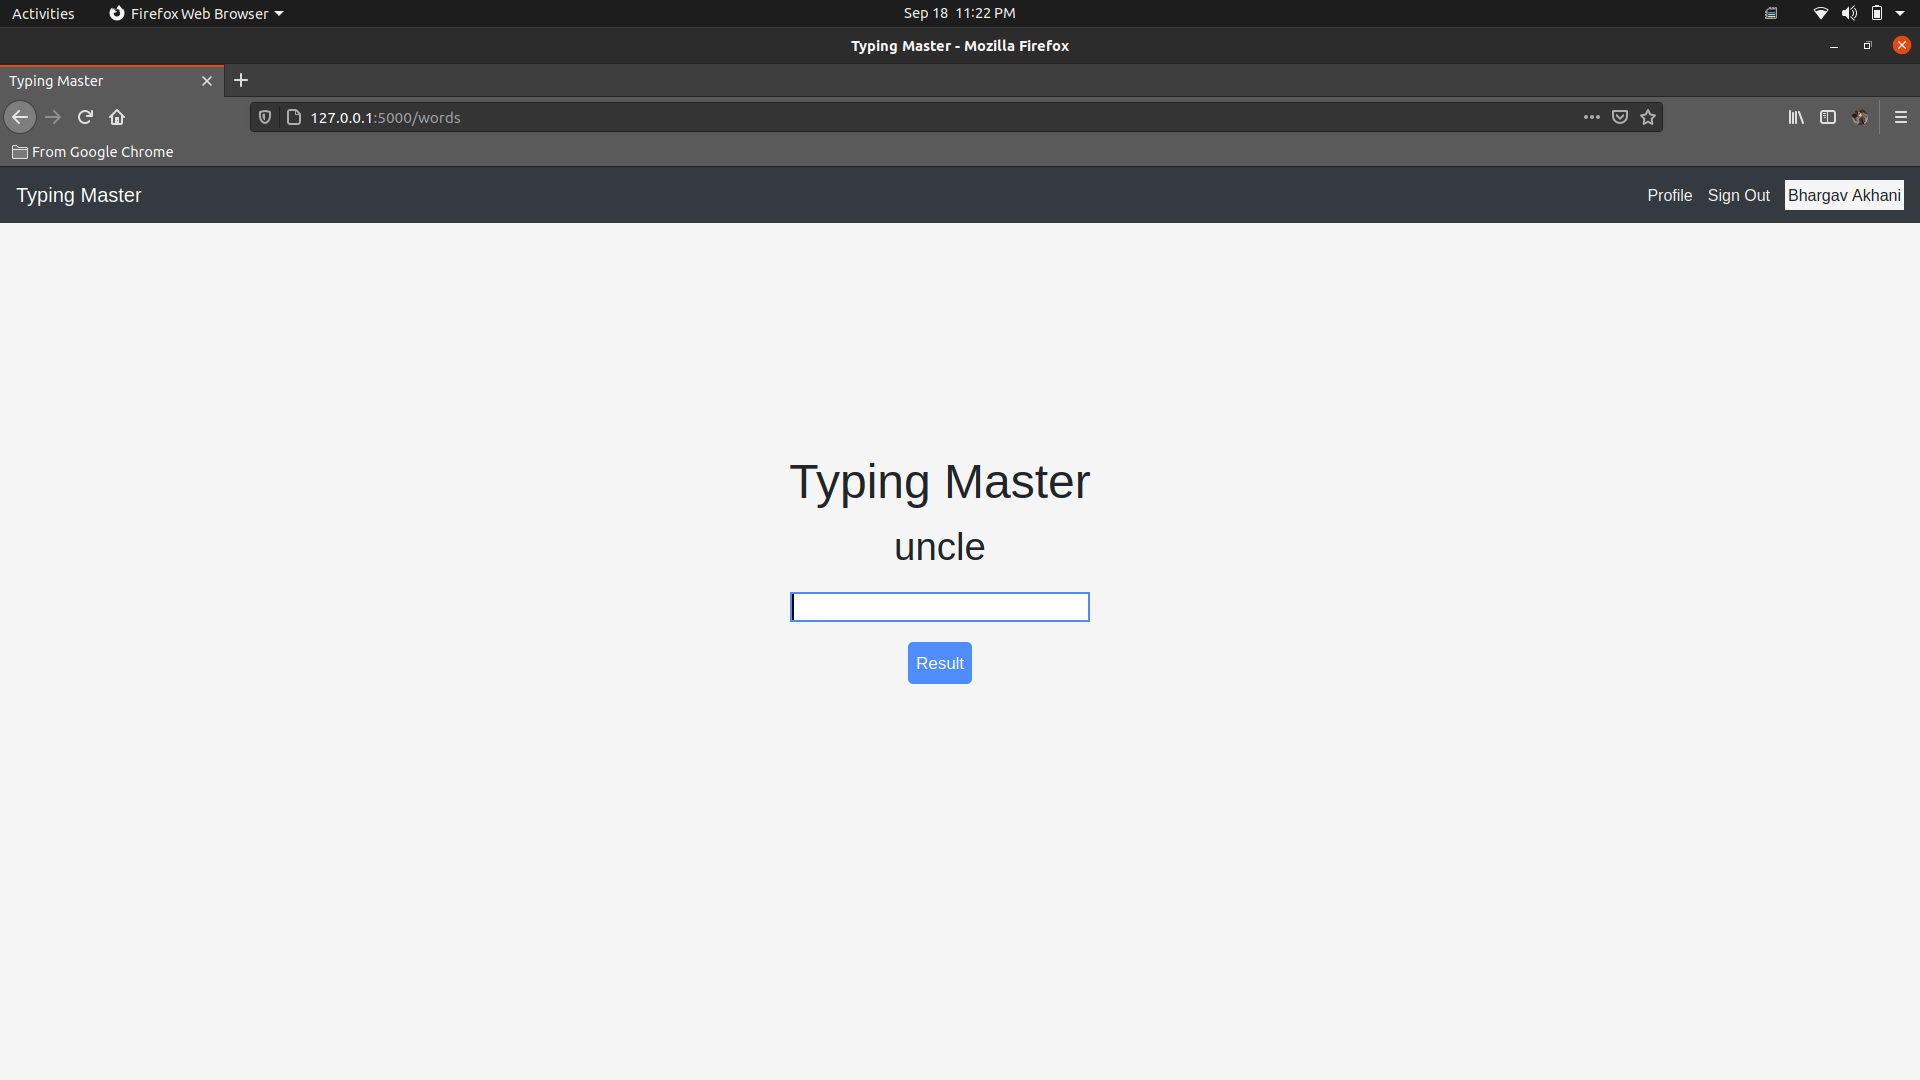 Activities Firefox Web Browser Sep 18 11:22 PM
Typing Master - Mozilla Firefox
Typing Master
127.0.0.1:5000/words
From Google Chrome
Typing Master Profile Sign Out Bhargav Akhani
Typing Master
uncle
Result